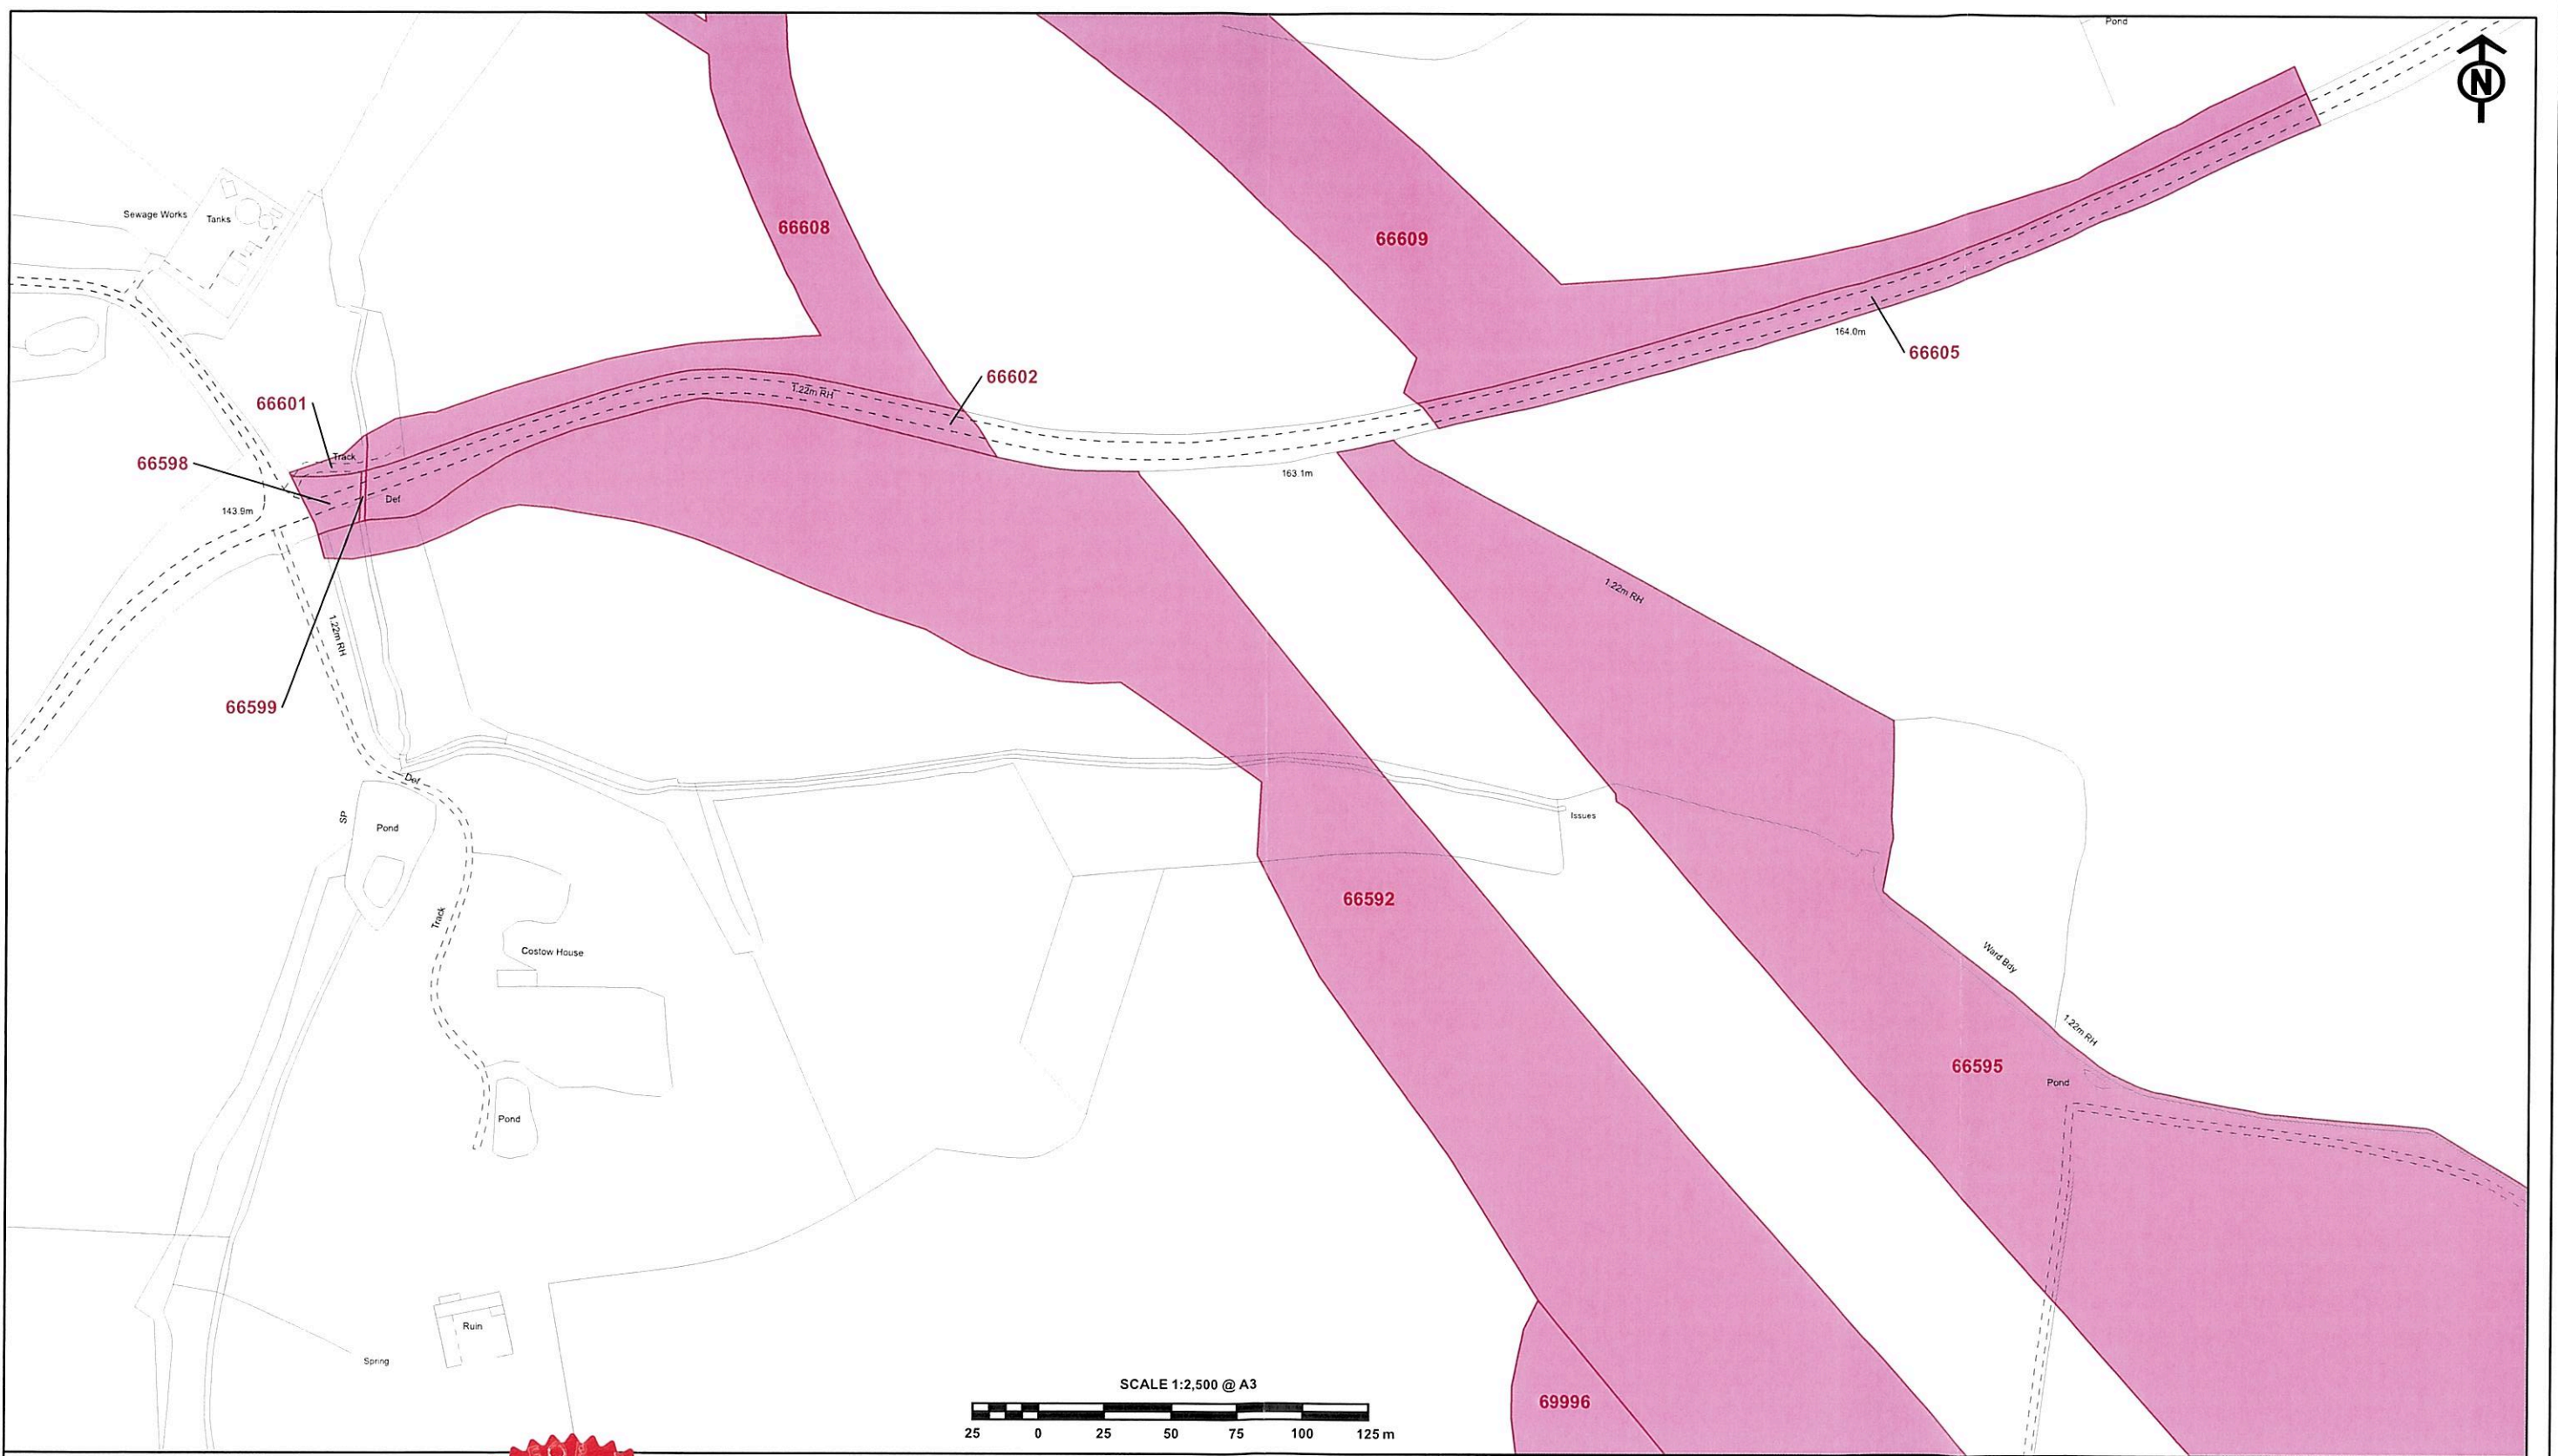 Pond
N
Sewage Works
Tanks
66608
66609
164.0m
66605
66602
1.22m RH
66601
Track
66598
Def
143.9m
163.1m
1.22m RH
1.22m RH
66599
Def
SP
Pond
Issues
66592
Track
Costow House
Ward Bdy
1.22m RH
66595
Pond
Pond
Ruin
Spring
SCALE 1:2,500 @ A3
69996
25 0 25 50 75 100 125 m